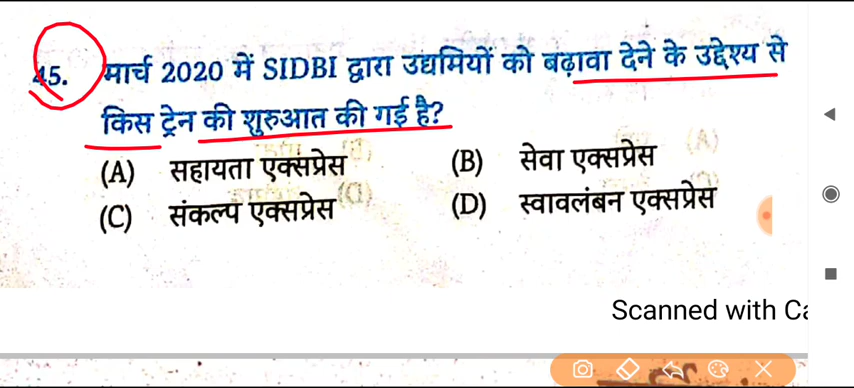 45. मार्च 2020 में SIDBI द्वारा उद्यमियों को बढ़ावा देने के उद्देश्य से
किस ट्रेन की शुरुआत की गई है?
(A) सहायता एक्सप्रेस (B) सेवा एक्सप्रेस
(C) संकल्प एक्सप्रेस (D) स्वावलंबन एक्सप्रेस
Scanned with Ca